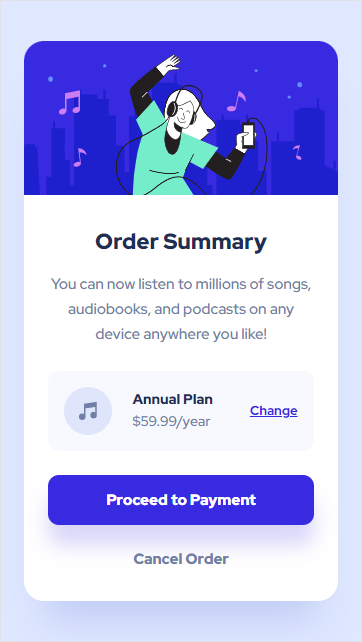 Order Summary
You can now listen to millions of songs,
audiobooks, and podcasts on any
device anywhere you like!
Annual Plan
$59.99/year
Change
Proceed to Payment
Cancel Order